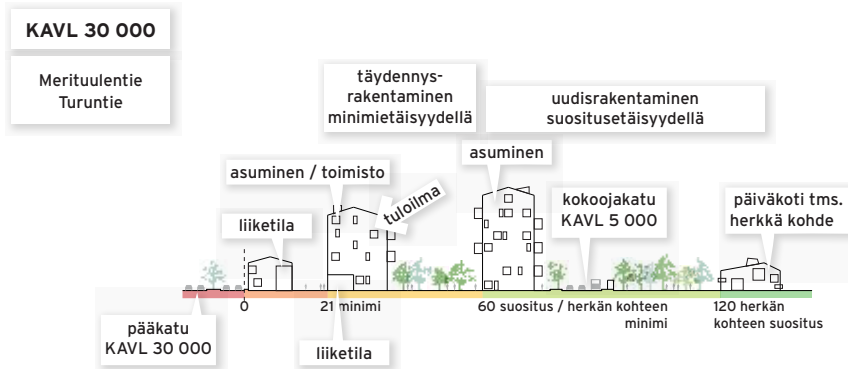 KAVL 30 000
Merituulentie
Turuntie
täydennys-
rakentaminen
minimietäisyydellä
uudisrakentaminen
suositusetäisyydellä
asuminen
asuminen / toimisto
tuloilma
liiketila
kokoojakatu
KAVL 5 000
päiväkoti tms.
herkkä kohde
0
21 minimi
60 suositus / herkän kohteen
minimi
120 herkän
kohteen suositus
pääkatu
KAVL 30 000
liiketila